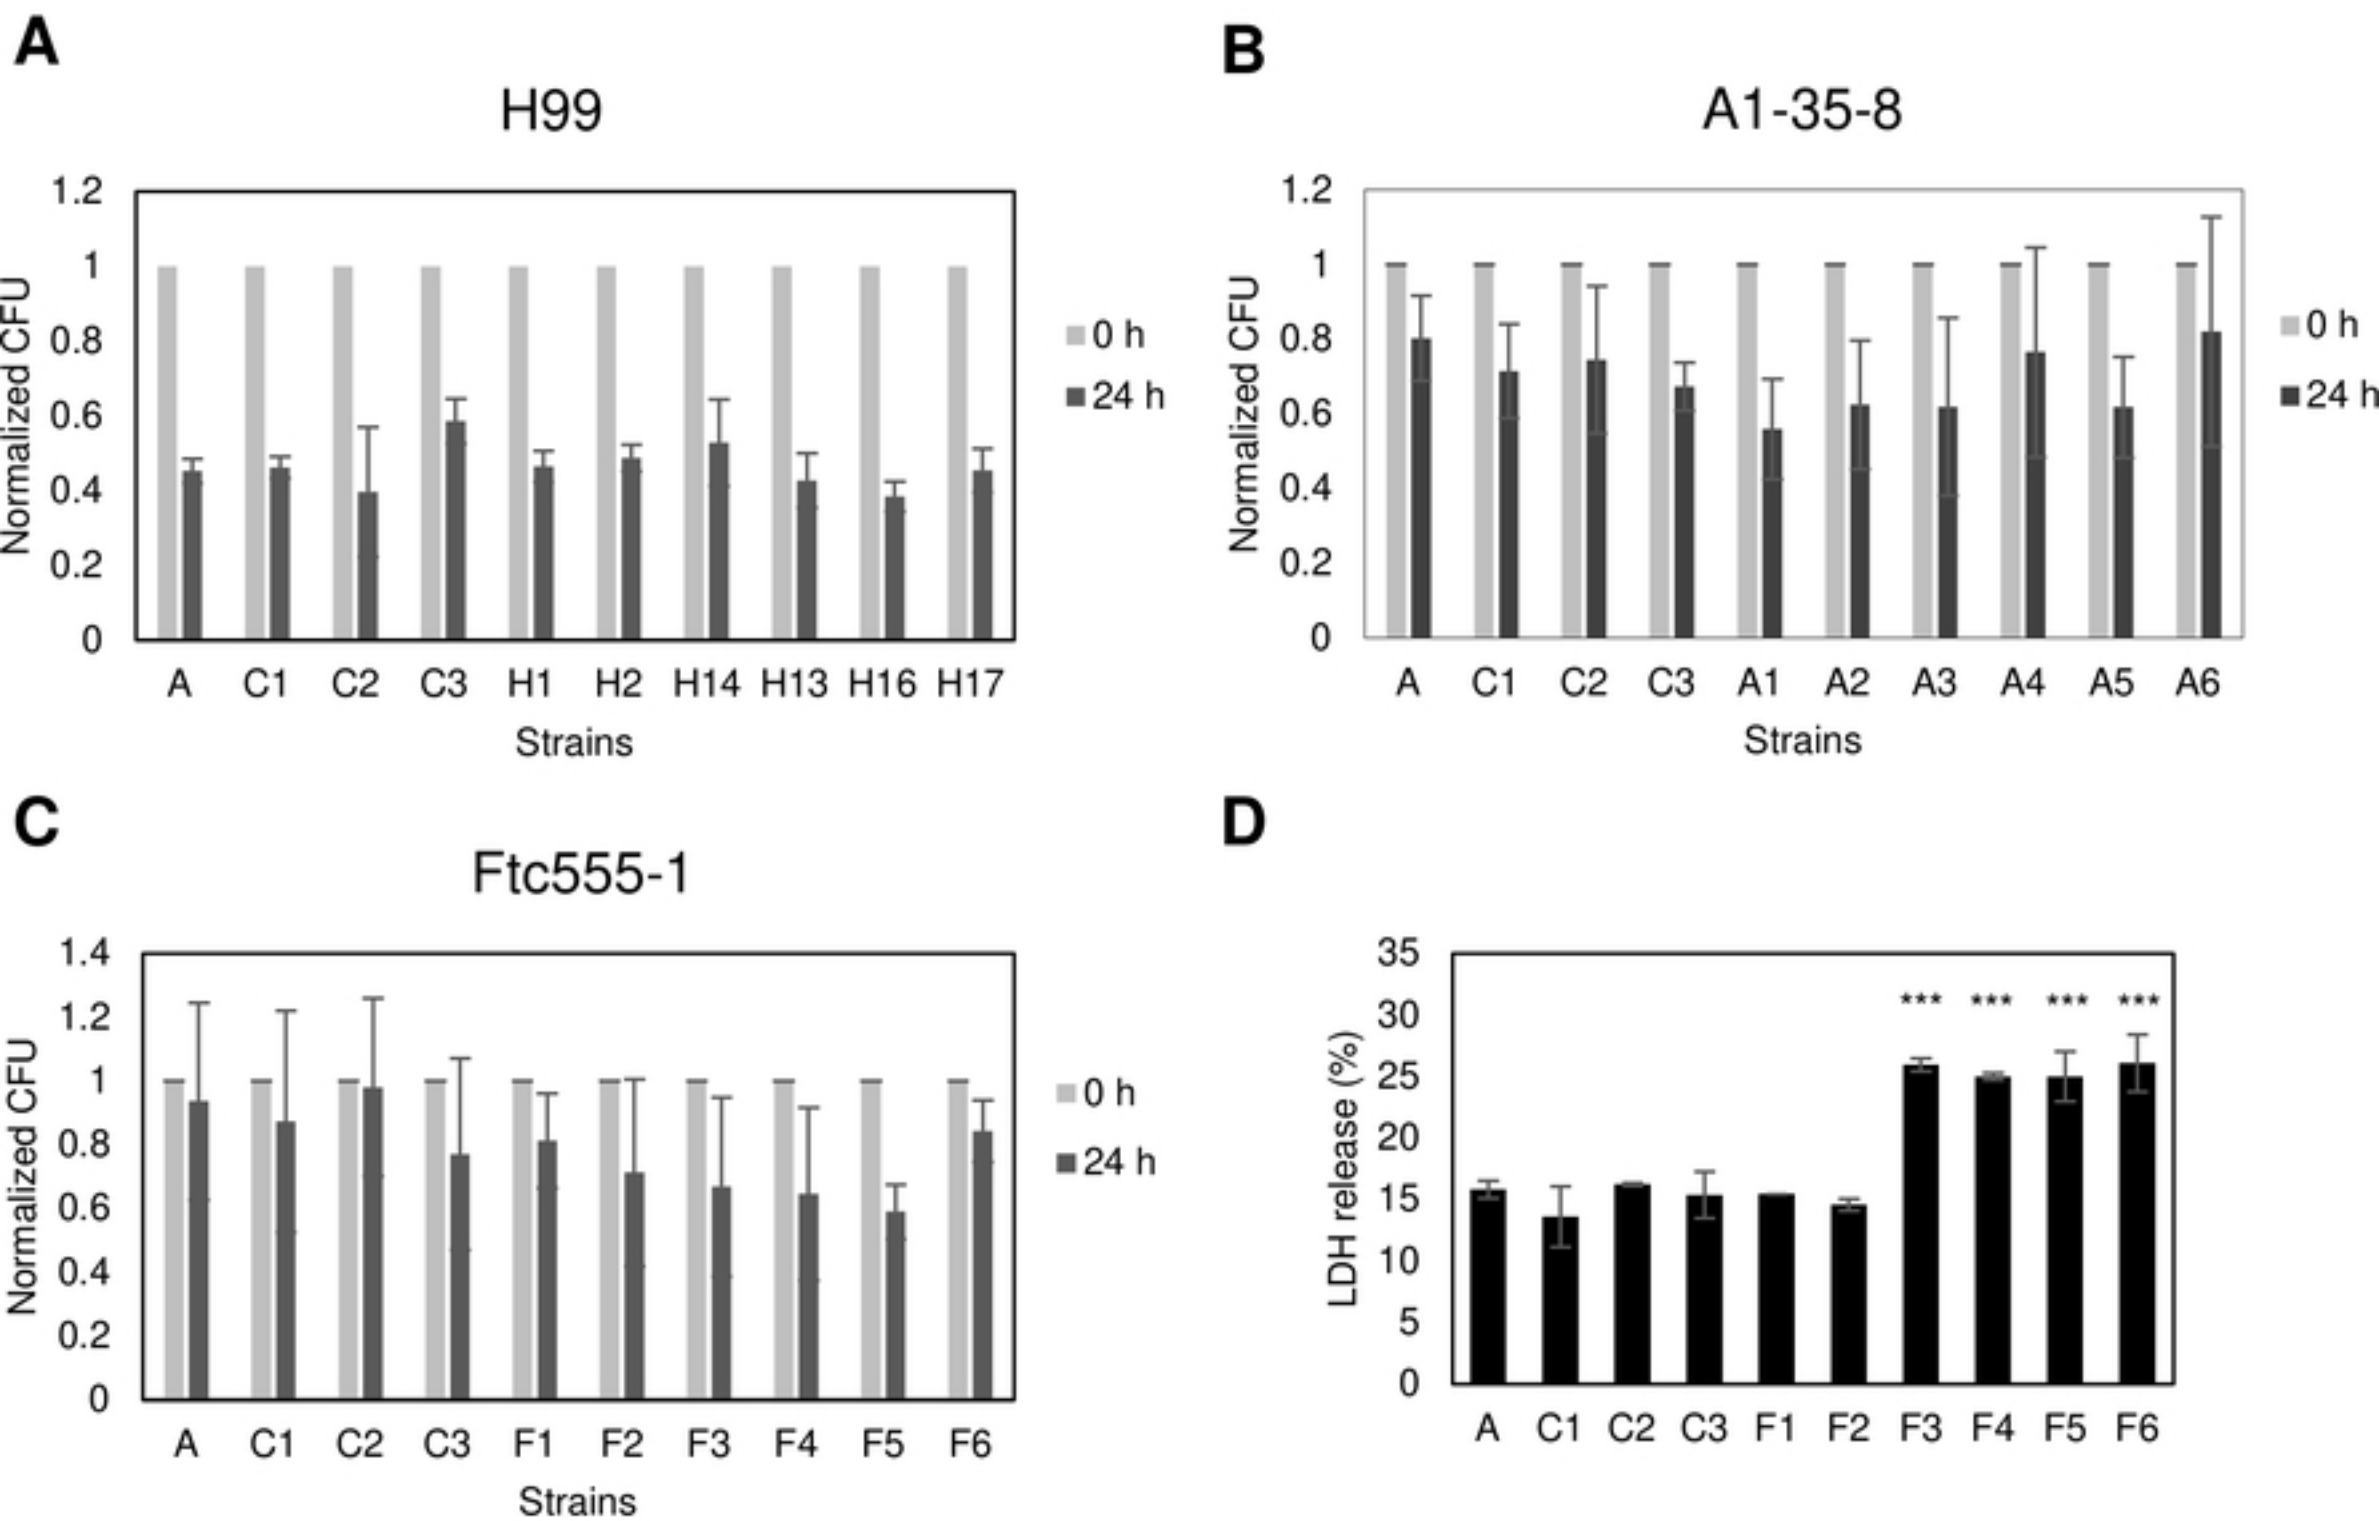 A
H99
1.2
1
0.8
0.6
0.4
0.2
0
Normalized CFU
A C1 C2 C3 H1 H2 H14 H13 H16 H17
Strains
0 h
24 h
B
A1-35-8
1.2
1
0.8
0.6
0.4
0.2
0
Normalized CFU
A C1 C2 C3 A1 A2 A3 A4 A5 A6
Strains
0 h
24 h
C
Ftc555-1
1.4
1.2
1
0.8
0.6
0.4
0.2
0
Normalized CFU
A C1 C2 C3 F1 F2 F3 F4 F5 F6
Strains
0 h
24 h
D
35
30
25
20
15
10
5
0
LDH release (%)
*** *** *** ***
A C1 C2 C3 F1 F2 F3 F4 F5 F6